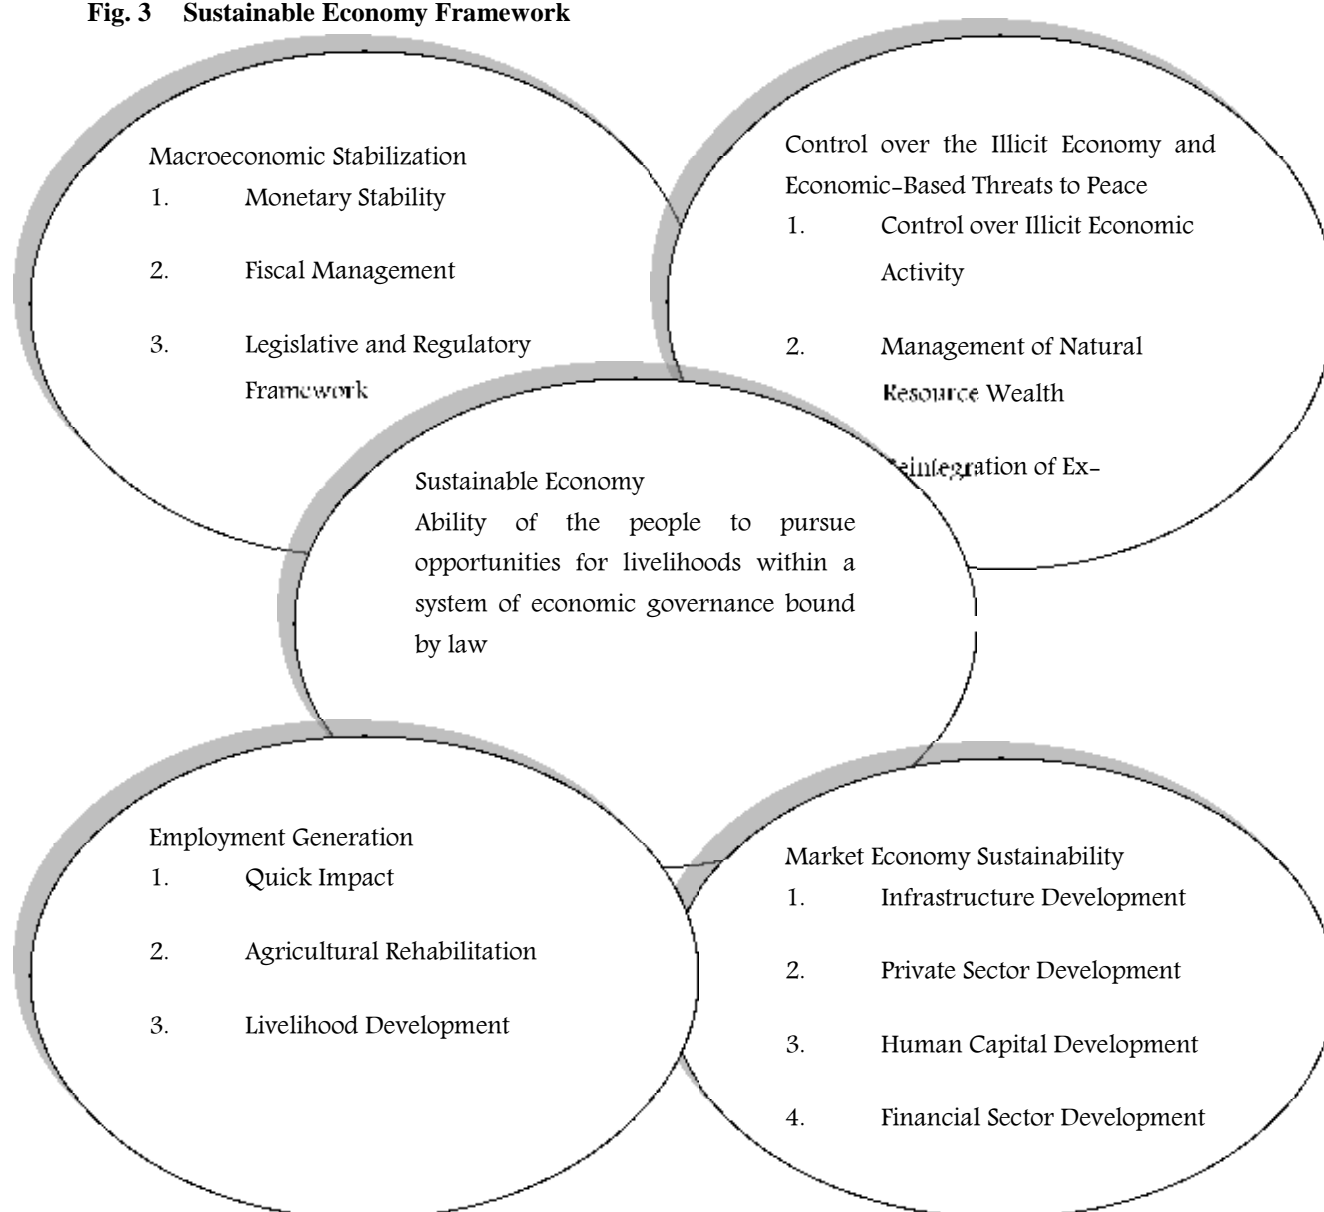 Fig. 3 Sustainable Economy Framework
Macroeconomic Stabilization
1. Monetary Stability
2. Fiscal Management
3. Legislative and Regulatory
Framework
Control over the Illicit Economy and
Economic-Based Threats to Peace
1. Control over Illicit Economic
Activity
2. Management of Natural
Resource Wealth
Reintegration of Ex-
Sustainable Economy
Ability of the people to pursue
opportunities for livelihoods within a
system of economic governance bound
by law
Employment Generation
1. Quick Impact
2. Agricultural Rehabilitation
3. Livelihood Development
Market Economy Sustainability
1. Infrastructure Development
2. Private Sector Development
3. Human Capital Development
4. Financial Sector Development